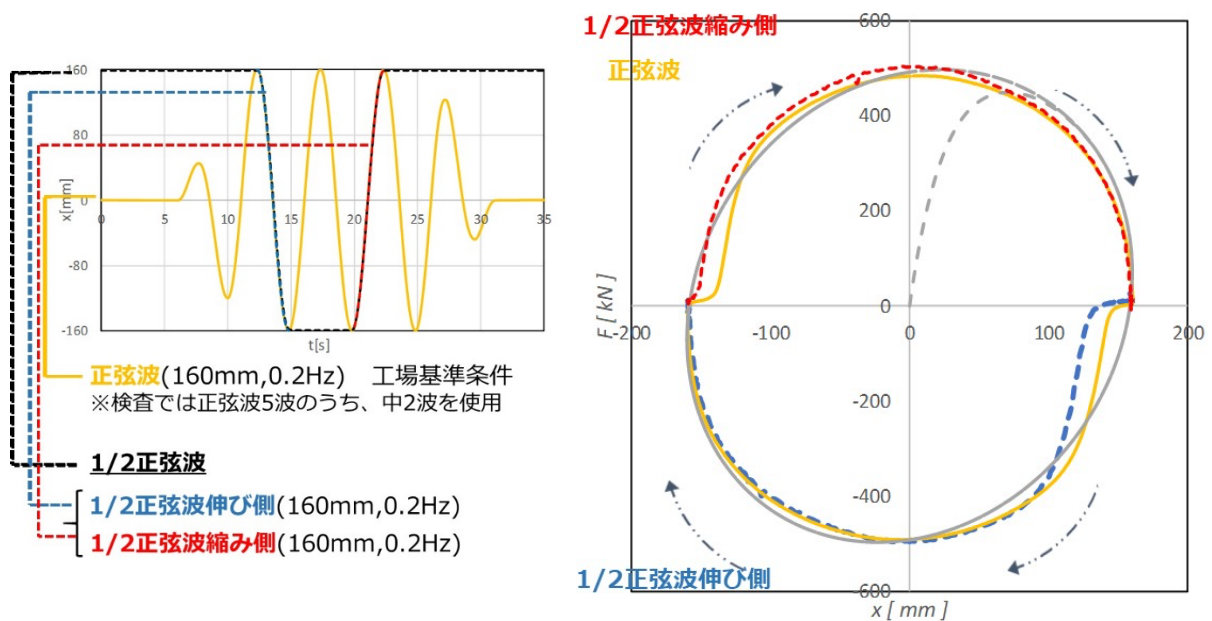 160
80
0
-80
-160
x[mm]
0
5
10
15
20
25
30
35
t[s]
正弦波(160mm,0.2Hz) 工場基準条件
※検査では正弦波5波のうち、中2波を使用
1/2正弦波
1/2正弦波伸び側(160mm,0.2Hz)
1/2正弦波縮み側(160mm,0.2Hz)
1/2正弦波縮み側
正弦波
600
400
200
0
-200
-400
-600
F [ kN ]
-200
-100
0
100
200
1/2正弦波伸び側
x [ mm ]